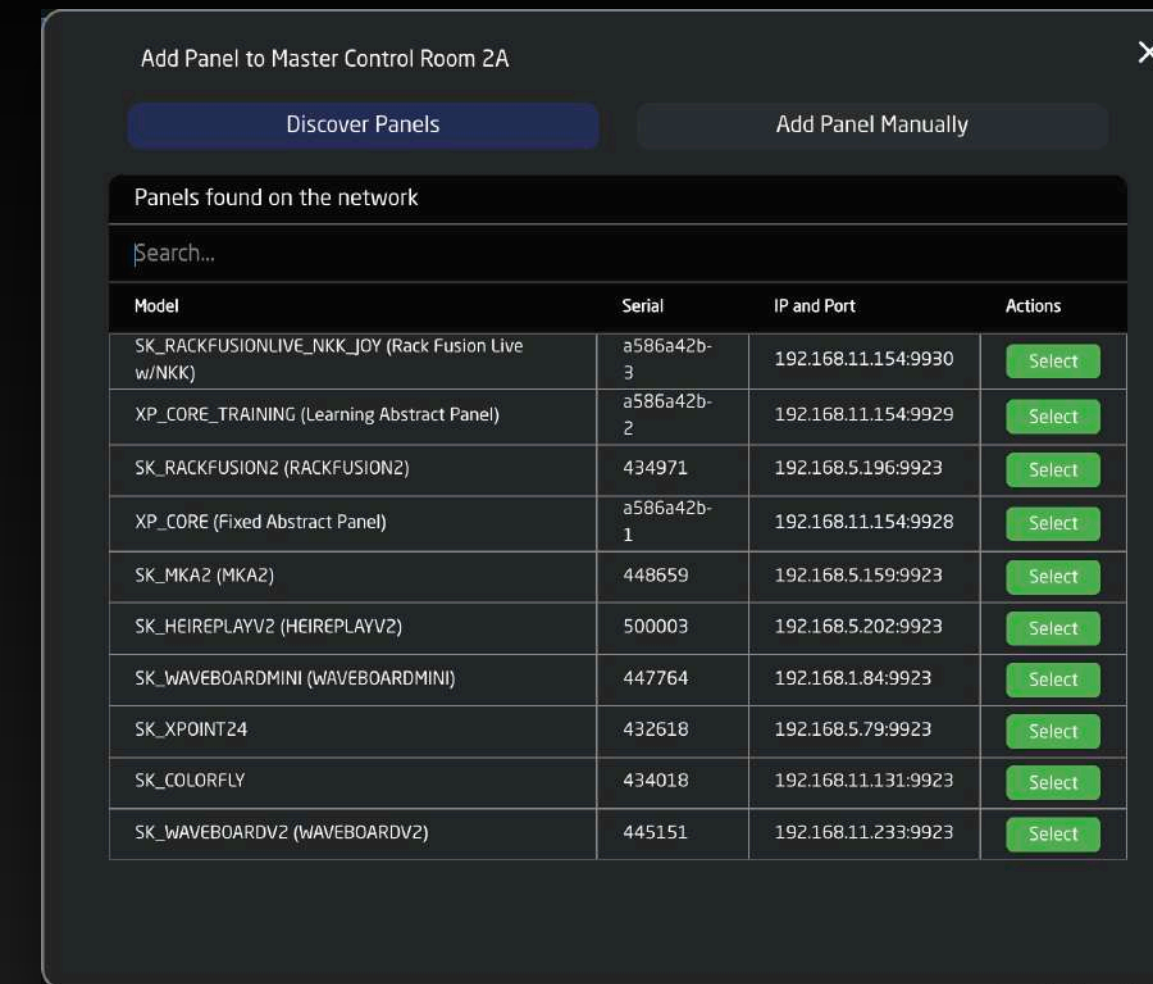 Add Panel to Master Control Room 2A
Discover Panels
Add Panel Manually
Panels found on the network
Search...
Model Serial IP and Port Actions
SK_RACKFUSIONLIVE_NKK_JOY (Rack Fusion Live
w/NKK)
a586a42b-
3
192.168.11.154:9930
Select
XP_CORE_TRAINING (Learning Abstract Panel)
a586a42b-
2
192.168.11.154:9929
Select
SK_RACKFUSION2 (RACKFUSION2) 434971 192.168.5.196:9923 Select
XP_CORE (Fixed Abstract Panel)
a586a42b-
1
192.168.11.154:9928
Select
SK_MKA2 (MKA2) 448659 192.168.5.159:9923 Select
SK_HEIREPLAYV2 (HEIREPLAYV2) 500003 192.168.5.202:9923 Select
SK_WAVEBOARDMINI (WAVEBOARDMINI) 447764 192.168.1.84:9923 Select
SK_XPOINT24 432618 192.168.5.79:9923 Select
SK_COLORFLY 434018 192.168.11.131:9923 Select
SK_WAVEBOARDV2 (WAVEBOARDV2) 445151 192.168.11.233:9923 Select